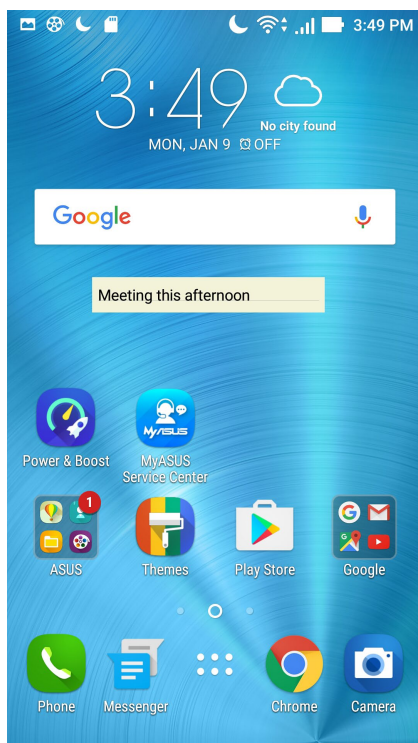 3:49 PM
3:49
No city found
MON, JAN 9 OFF
Google
Meeting this afternoon
Power & Boost
MyASUS
MyASUS
Service Center
1
ASUS
Themes
Play Store
Google
Phone
Messenger
Chrome
Camera